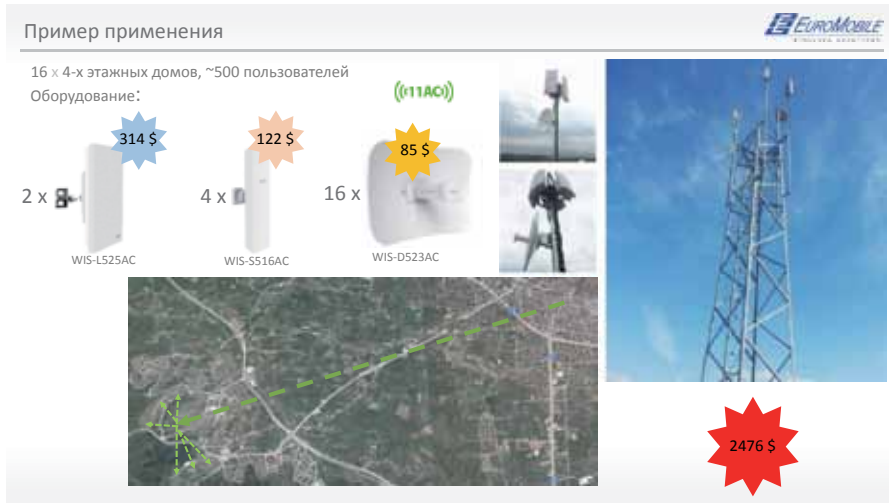 Пример применения
EUROMOBILE
16 x 4-х этажных домов, ~500 пользователей
Оборудование:
((11AC))
314 $
122 $
85 $
2 x
4 x
16 x
WIS-L525AC
WIS-S516AC
WIS-D523AC
2476 $